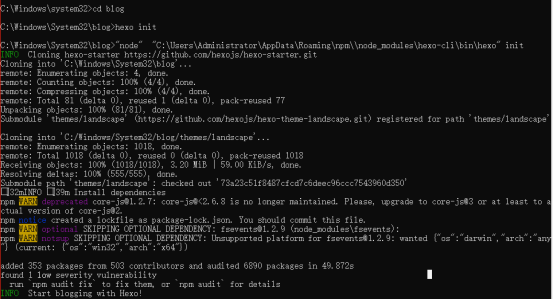 C:\Windows\system32>cd blog
C:\Windows\system32\blog>hexo init
C:\Windows\system32\blog>"node"  "C:\Users\Administrator\AppData\Roaming\npm\\node_modules\hexo-cli\bin\hexo" init
INFO  Cloning hexo-starter https://github.com/hexojs/hexo-starter.git
Cloning into 'C:\Windows\system32\blog'...
remote: Enumerating objects: 4, done.
remote: Counting objects: 100% (4/4), done.
remote: Compressing objects: 100% (4/4), done.
remote: Total 81 (delta 0), reused 1 (delta 0), pack-reused 77
Unpacking objects: 100% (81/81), done.
Submodule 'themes/landscape' (https://github.com/hexojs/hexo-theme-landscape.git) registered for path 'themes/landscape'
Cloning into 'C:/Windows/System32/blog/themes/landscape'...
remote: Enumerating objects: 1018, done.
remote: Total 1018 (delta 0), reused 0 (delta 0), pack-reused 1018
Receiving objects: 100% (1018/1018), 3.20 MiB | 59.00 KiB/s, done.
Resolving deltas: 100% (555/555), done.
Submodule path 'themes/landscape': checked out '73a23c51f8487cfcd7c6deec96ccc7543960d350'
[32mINFO [39m Install dependencies
npm WARN deprecated core-js@1.2.7: core-js@<2.6.8 is no longer maintained. Please, upgrade to core-js@3 or at least to a
ctual version of core-js@2.
npm notice created a lockfile as package-lock.json. You should commit this file.
npm WARN optional SKIPPING OPTIONAL DEPENDENCY: fsevents@1.2.9 (node_modules\fsevents):
npm WARN notsup SKIPPING OPTIONAL DEPENDENCY: Unsupported platform for fsevents@1.2.9: wanted {"os":"darwin","arch":"any
"} (current: {"os":"win32","arch":"x64"})
added 353 packages from 503 contributors and audited 6890 packages in 49.872s
found 1 low severity vulnerability
run `npm audit fix` to fix them, or `npm audit` for details
INFO  Start blogging with Hexo!